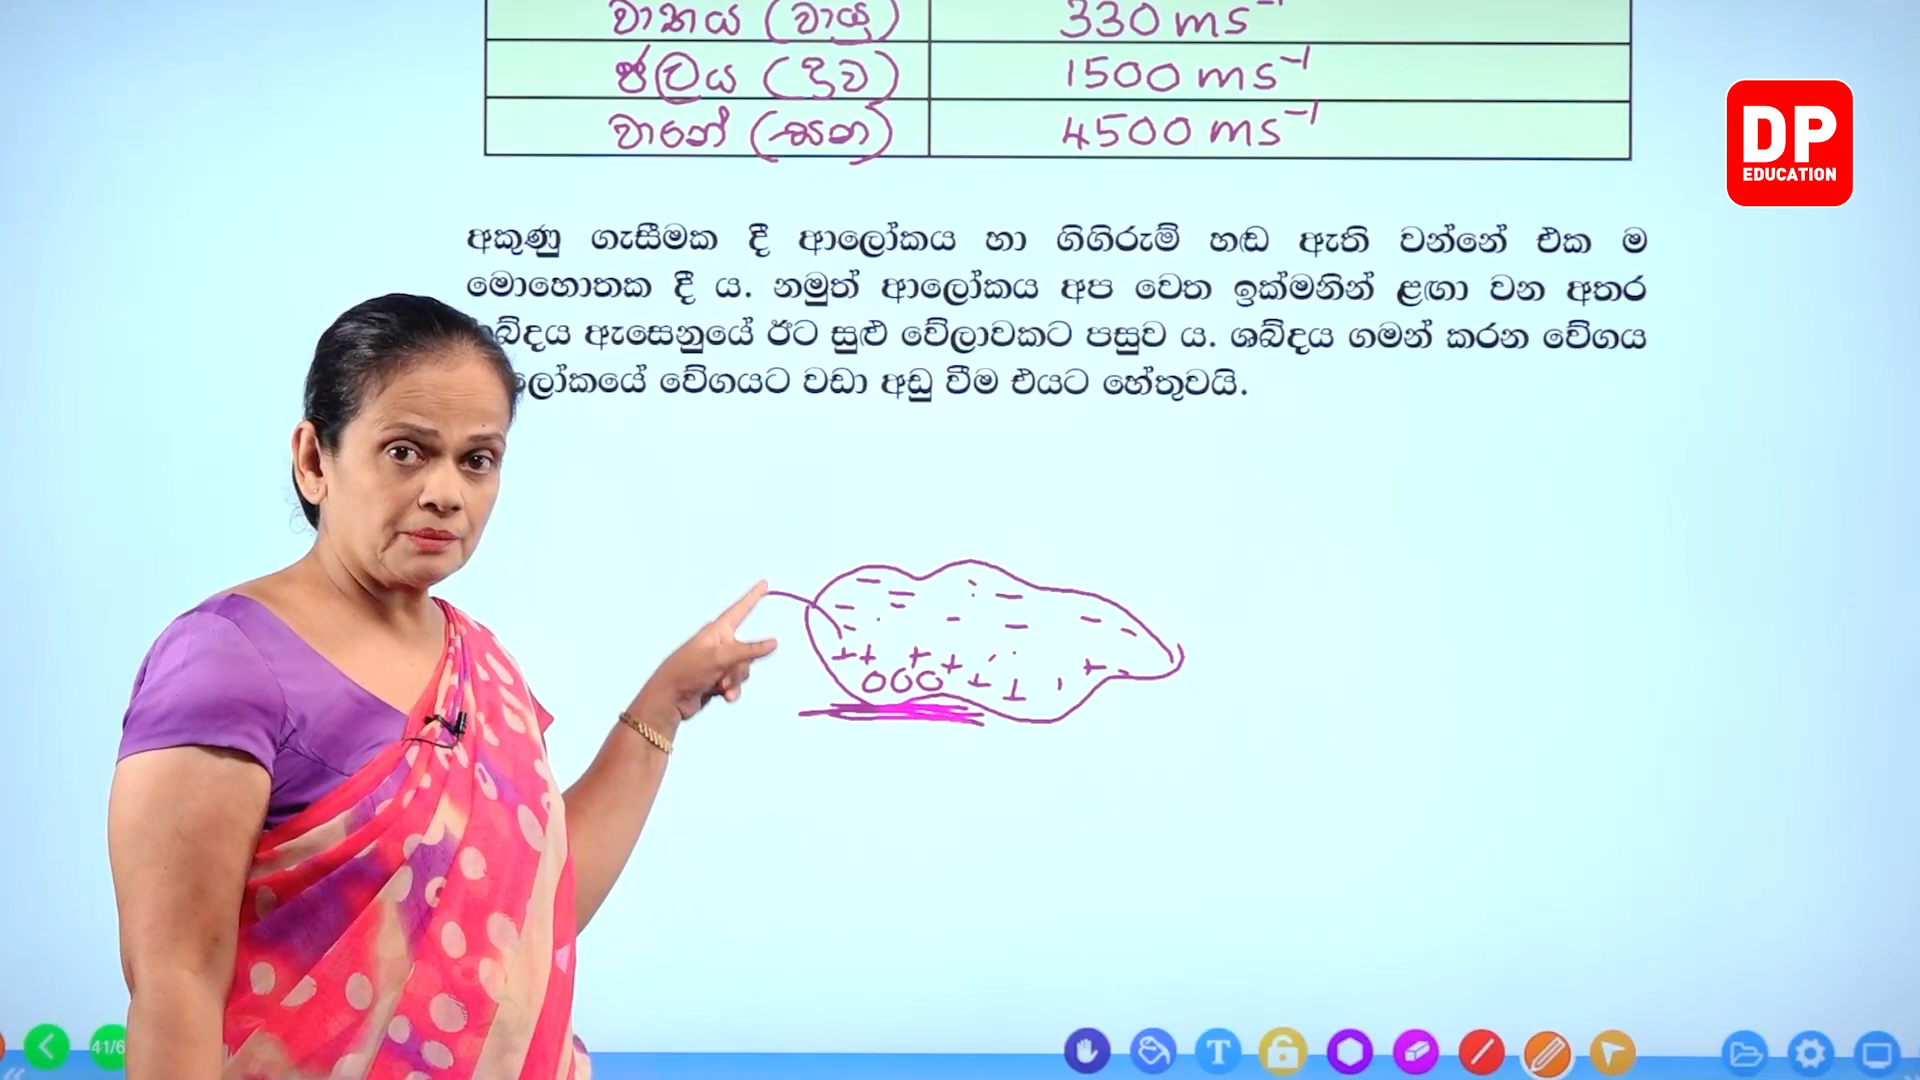 වාතය (වායු) 330 ms⁻¹
ජලය (ද්‍රව) 1500 ms⁻¹
වානේ (ඝන) 4500 ms⁻¹
DP
EDUCATION
අකුණු ගැසීමක දී ආලෝකය හා ගිගිරුම් හඬ ඇති වන්නේ එක ම
මොහොතක දී ය. නමුත් ආලෝකය අප වෙත ඉක්මනින් ළඟා වන අතර
ඇසෙනුයේ ඊට සුළු වේලාවකට පසුව ය. ශබ්දය ගමන් කරන වේගය
වේගයට වඩා අඩු වීම එයට හේතුවයි.
41/6
T